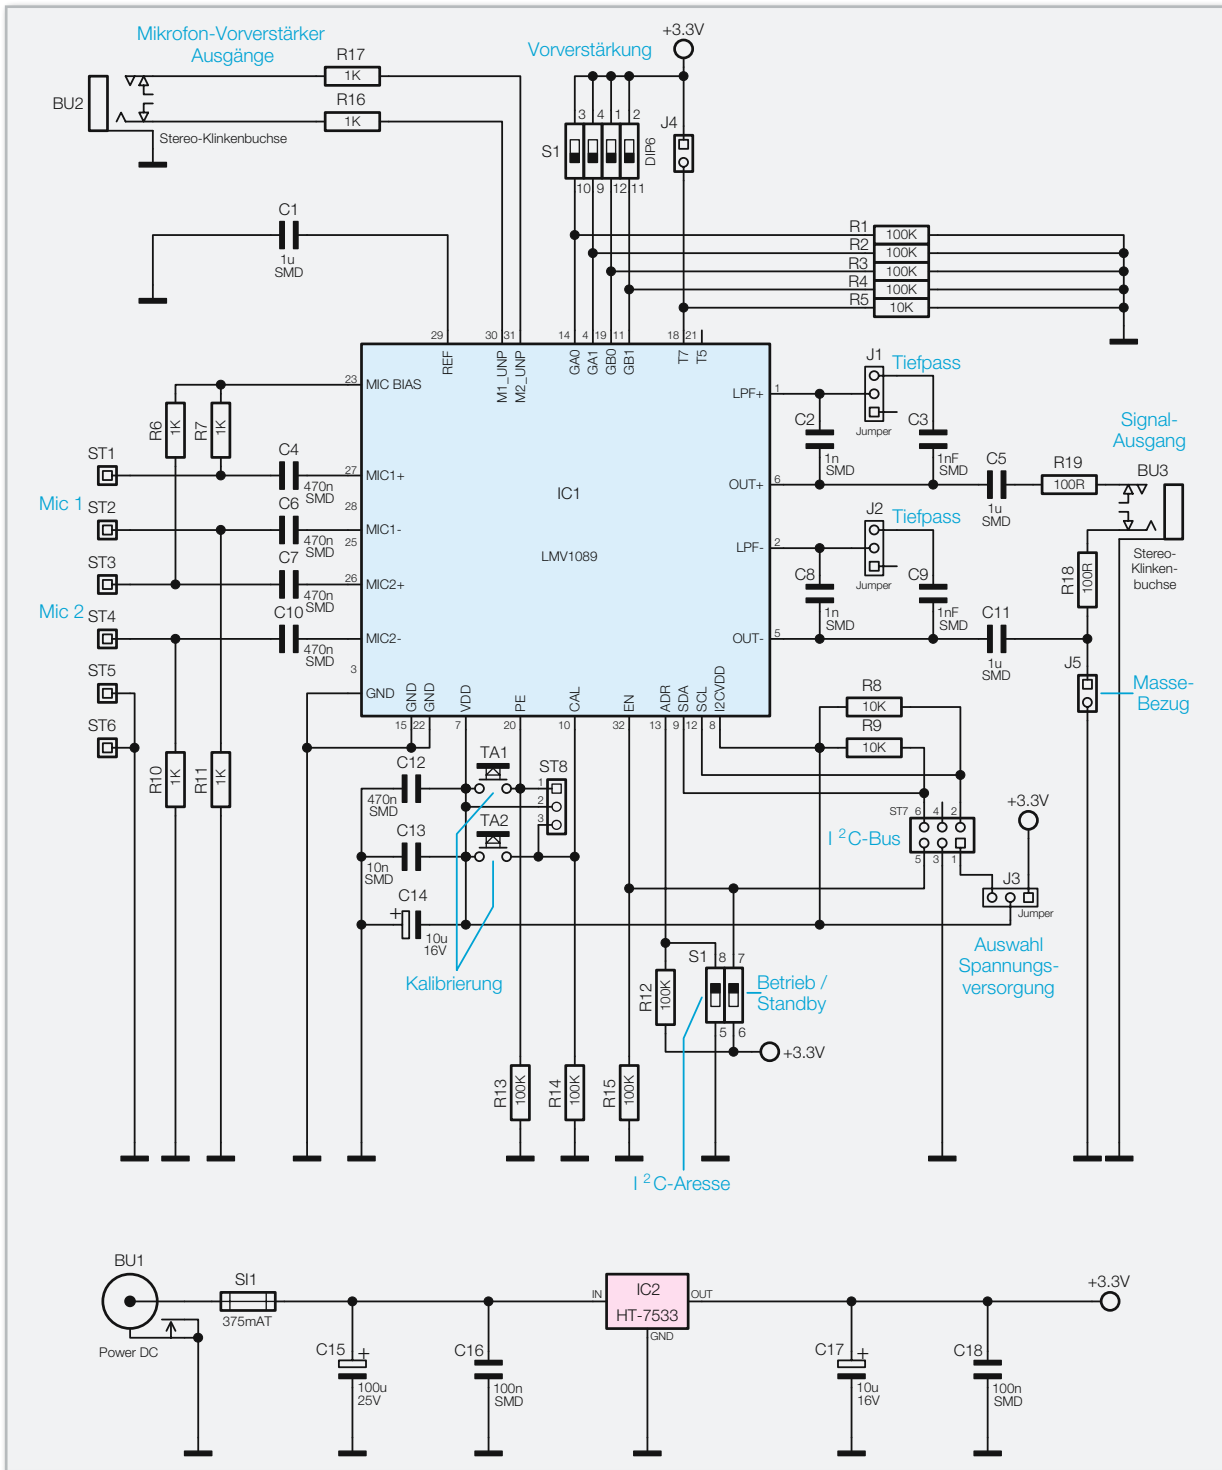 Mikrofon-Vorverstärker
Ausgänge
BU2
Stereo-Klinkenbuchse
R17
1K
R16
1K
Vorverstärkung
+3.3V
3 4 1 2
S1
DIP6
J4
10 9 12 11
C1
1u
SMD
R1
100K
R2
100K
R3
100K
R4
100K
R5
10K
29 30 31 14 4 19 11 18 21
REF
M1_UNP
M2_UNP
GA0
GA1
GB0
GB1
T7
T5
23
MIC BIAS
R6
1K
R7
1K
ST1
C4
470n
SMD
27
MIC1+
Mic 1
ST2
C6
470n
SMD
28
MIC1-
25
ST3
C7
470n
SMD
26
MIC2+
Mic 2
ST4
C10
470n
SMD
MIC2-
3
GND
ST5
ST6
IC1
LMV1089
LPF+
1
J1
Tiefpass
Jumper
C2
1n
SMD
C3
1nF
SMD
OUT+
6
C5
1u
SMD
R19
100R
Signal-
Ausgang
BU3
Stereo-
Klinken-
buchse
J2
Tiefpass
Jumper
LPF-
2
C8
1n
SMD
C9
1nF
SMD
OUT-
5
C11
1u
SMD
R18
100R
J5
Masse-
Bezug
GND
GND
VDD
PE
CAL
EN
ADR
SDA
SCL
I2CVDD
15 22 7 20 10 32 13 9 12 8
R8
10K
R9
10K
R10
1K
R11
1K
C12
470n
SMD
TA1
ST8
1
2
3
C13
10n
SMD
TA2
C14
+
10u
16V
Kalibrierung
ST7
6 4 2
5 3 1
I 2C-Bus
+3.3V
J3
Jumper
Auswahl
Spannungs-
versorgung
S1
8 7
5 6
R12
100K
Betrieb /
Standby
+3.3V
R13
100K
R14
100K
R15
100K
I 2C-Aresse
BU1
Power DC
SI1
375mAT
C15
+
100u
25V
C16
100n
SMD
IN
IC2
HT-7533
OUT
GND
C17
+
10u
16V
C18
100n
SMD
+3.3V